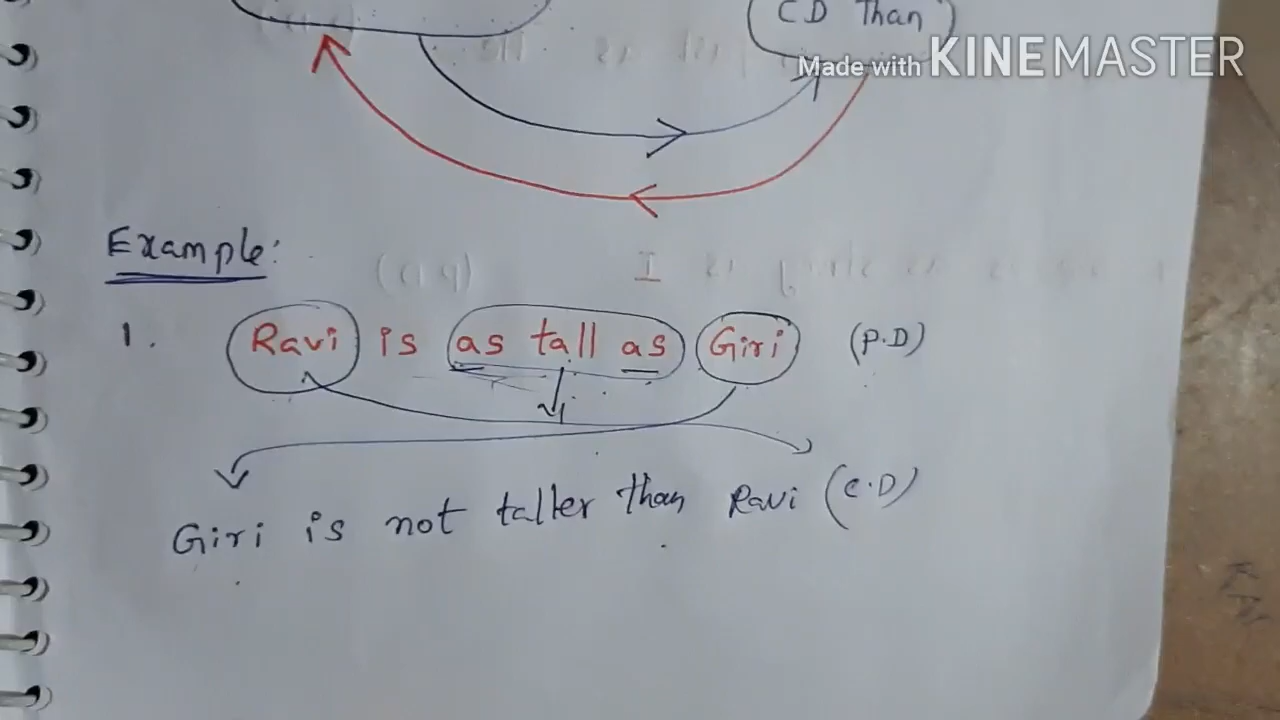 CD Than
Made with KINEMASTER
Example:
1. Ravi is as tall as Giri (P.D)
Giri is not taller than Ravi (C.D)